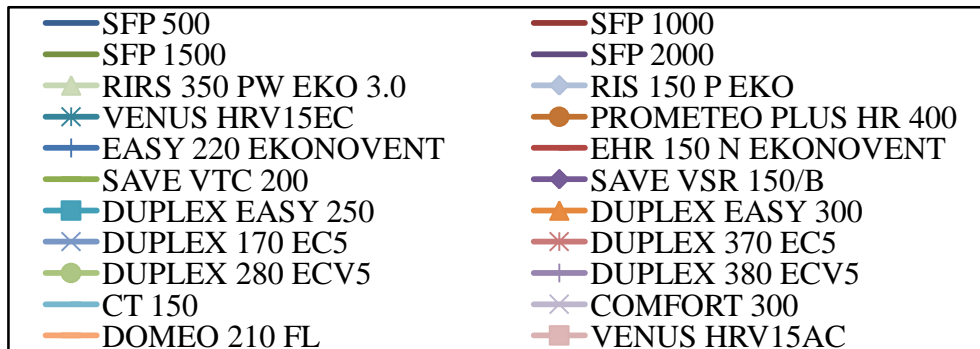 SFP 500 SFP 1000
SFP 1500 SFP 2000
RIRS 350 PW EKO 3.0 RIS 150 P EKO
VENUS HRV15EC PROMETEO PLUS HR 400
EASY 220 EKONOVENT EHR 150 N EKONOVENT
SAVE VTC 200 SAVE VSR 150/B
DUPLEX EASY 250 DUPLEX EASY 300
DUPLEX 170 EC5 DUPLEX 370 EC5
DUPLEX 280 ECV5 DUPLEX 380 ECV5
CT 150 COMFORT 300
DOMEO 210 FL VENUS HRV15AC